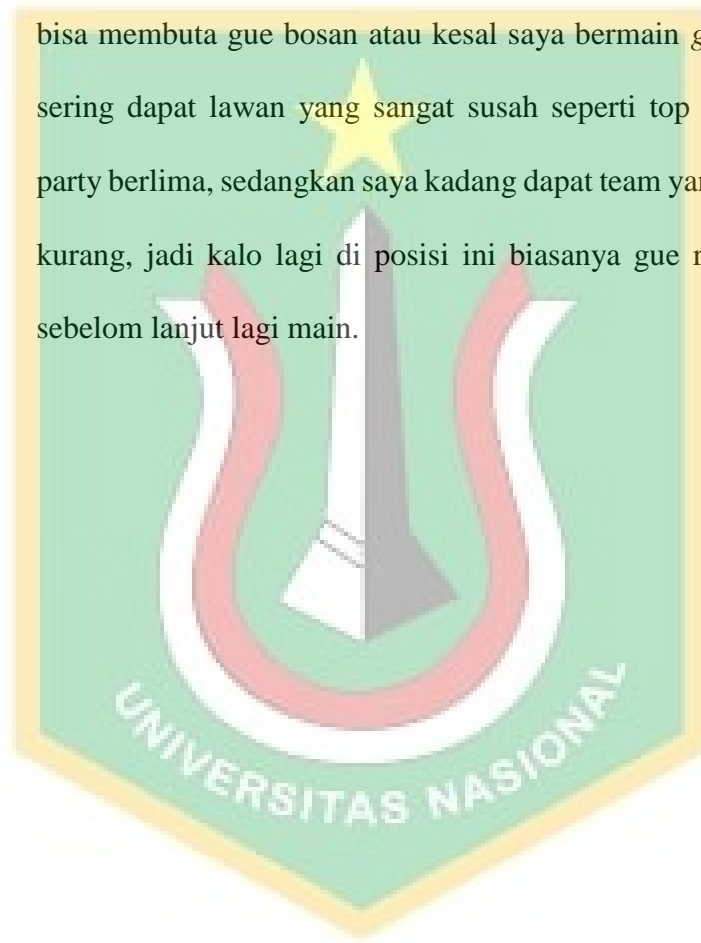 bisa membuta gue bosan atau kesal saya bermain
sering dapat lawan yang sangat susah seperti top
party berlima, sedangkan saya kadang dapat team
kurang, jadi kalo lagi di posisi ini biasanya gue
sebelom lanjut lagi main.
UNIVERSITAS NASIONAL